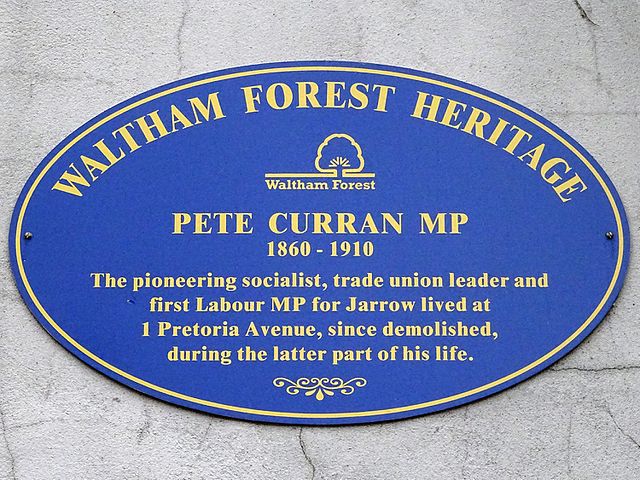 WALTHAM FOREST HERITAGE
Waltham Forest
PETE CURRAN MP
1860 - 1910
The pioneering socialist, trade union leader and
first Labour MP for Jarrow lived at
1 Pretoria Avenue, since demolished,
during the latter part of his life.